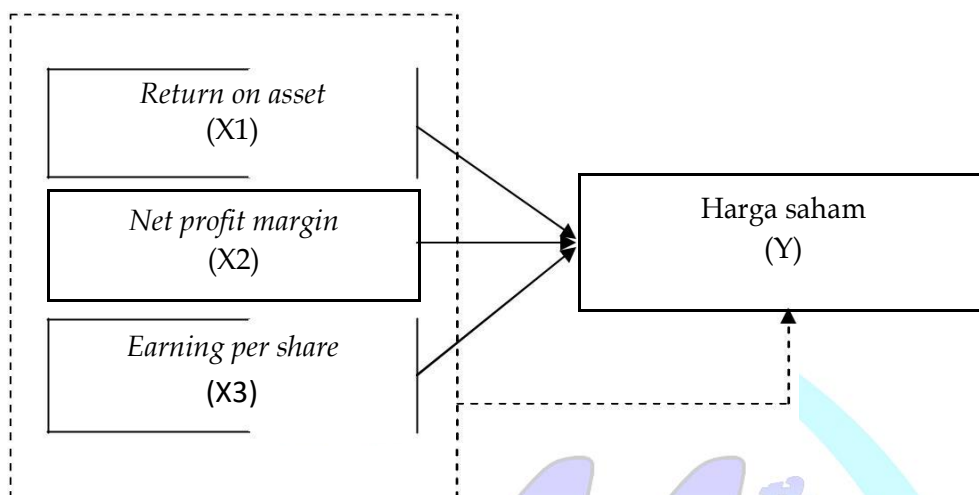 Return on asset
(X1)
Net profit margin
(X2)
Earning per share
(X3)
Harga saham
(Y)